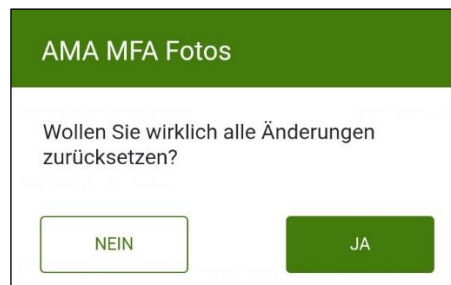 AMA MFA Fotos
Wollen Sie wirklich alle Änderungen
zurücksetzen?
NEIN
JA